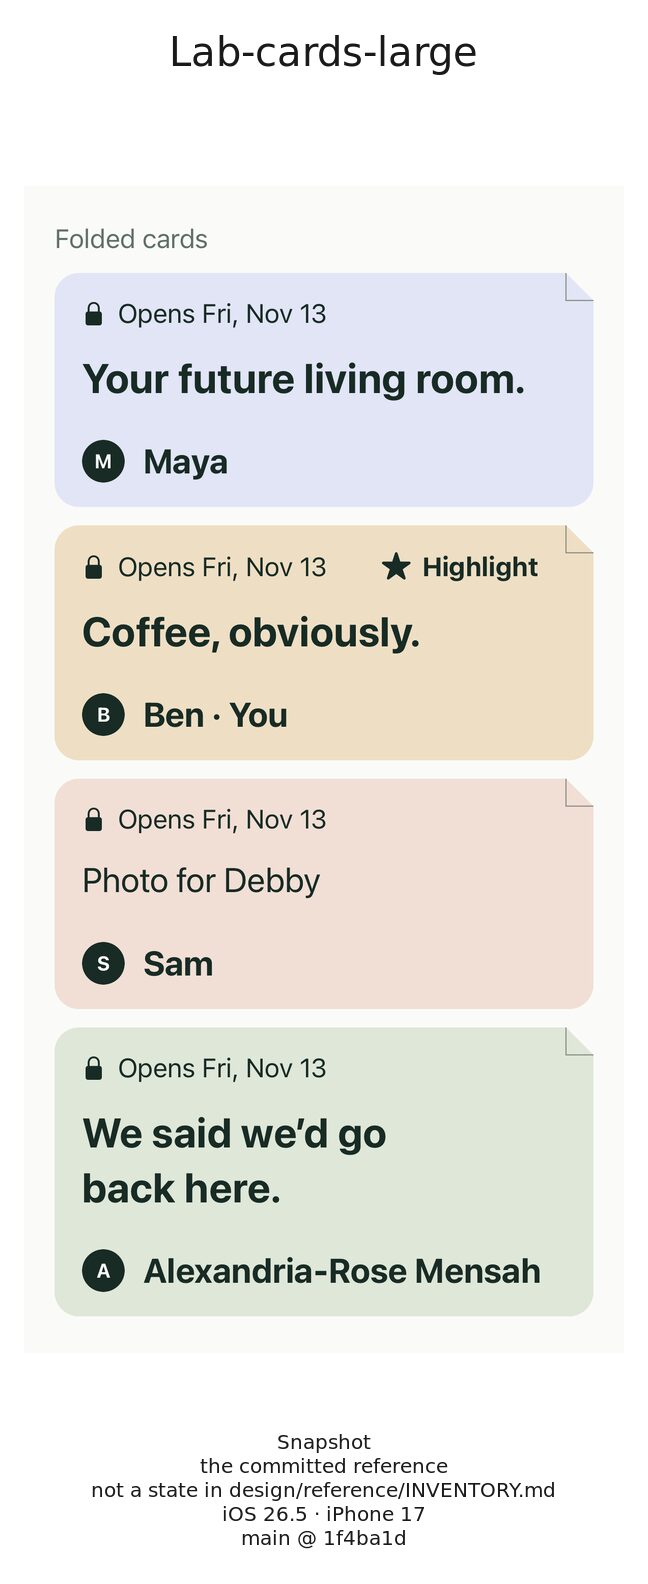 Lab-cards-large
Folded cards
Opens Fri, Nov 13
Your future living room.
M Maya
Opens Fri, Nov 13 Highlight
Coffee, obviously.
B Ben · You
Opens Fri, Nov 13
Photo for Debby
S Sam
Opens Fri, Nov 13
We said we’d go
back here.
A Alexandria-Rose Mensah
Snapshot
the committed reference
not a state in design/reference/INVENTORY.md
iOS 26.5 · iPhone 17
main @ 1f4ba1d